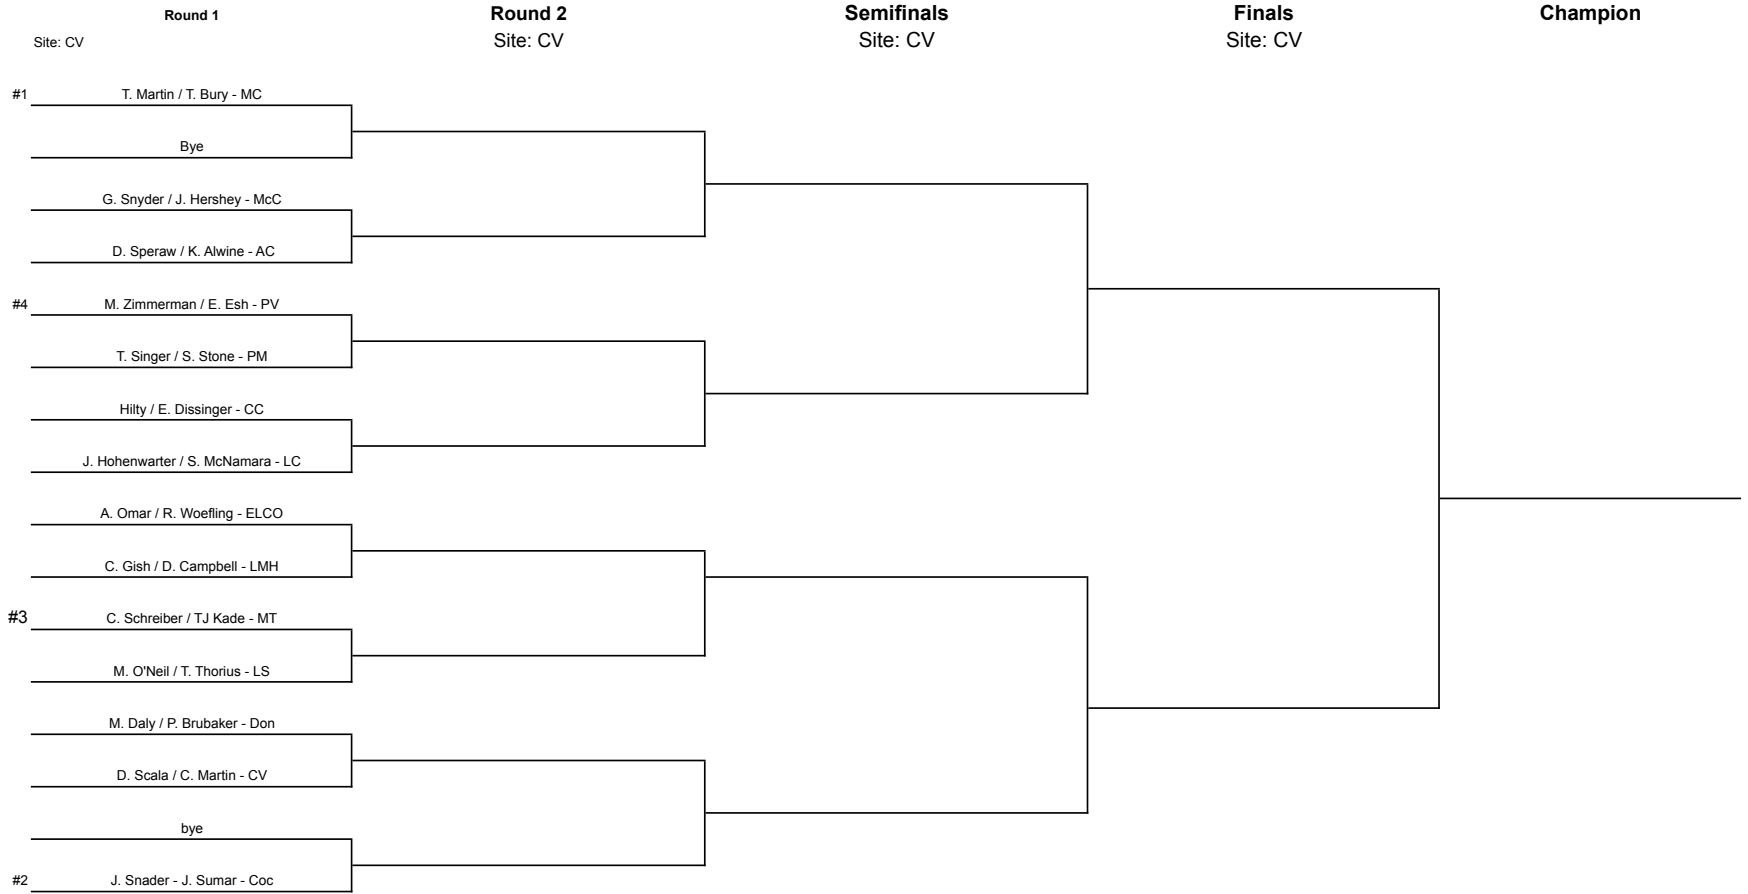 Round 1
Round 2
Semifinals
Finals
Champion
Site: CV
Site: CV
Site: CV
Site: CV
#1
T. Martin / T. Bury - MC
Bye
G. Snyder / J. Hershey - McC
D. Speraw / K. Alwine - AC
#4
M. Zimmerman / E. Esh - PV
T. Singer / S. Stone - PM
Hilty / E. Dissinger - CC
J. Hohenwarter / S. McNamara - LC
A. Omar / R. Woefling - ELCO
C. Gish / D. Campbell - LMH
#3
C. Schreiber / TJ Kade - MT
M. O'Neil / T. Thorius - LS
M. Daly / P. Brubaker - Don
D. Scala / C. Martin - CV
bye
#2
J. Snader - J. Sumar - Coc